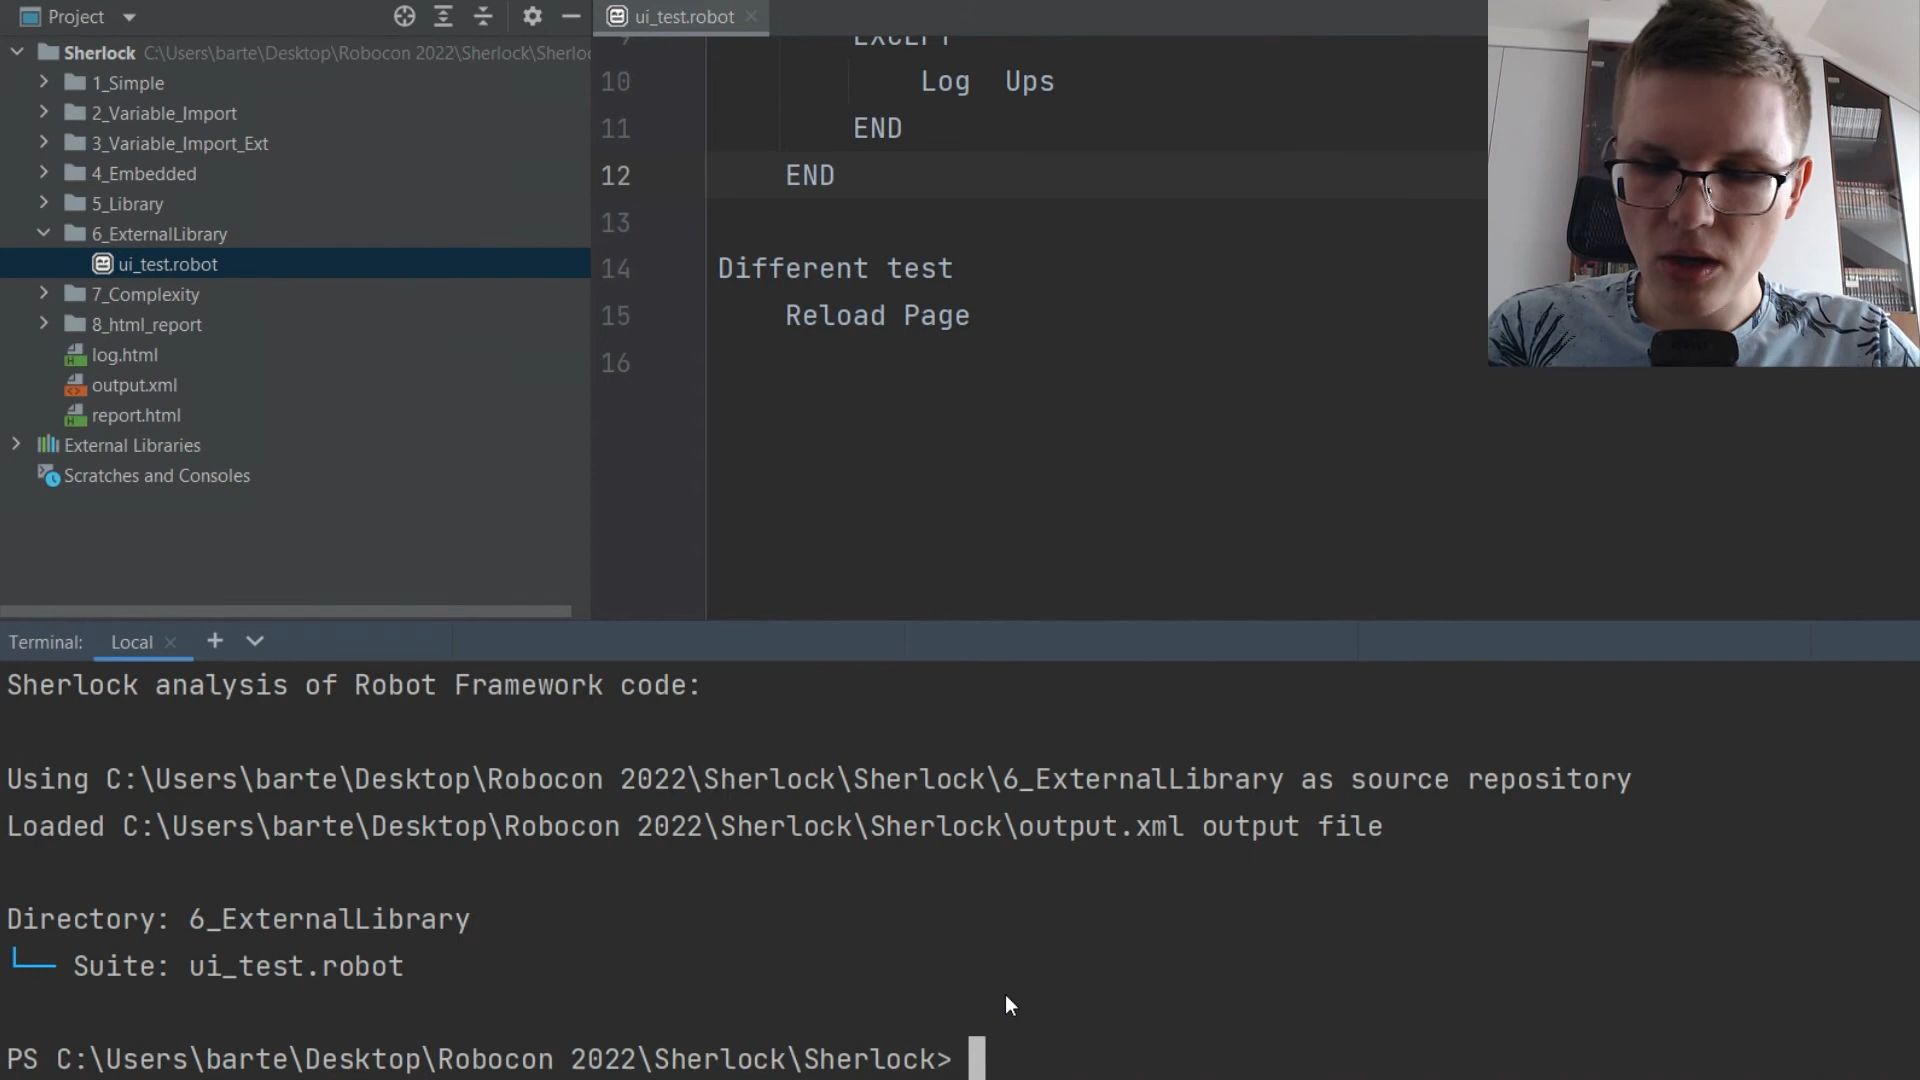 Project
Sherlock C:\Users\barte\Desktop\Robocon 2022\Sherlock\Sherlo
1_Simple
2_Variable_Import
3_Variable_Import_Ext
4_Embedded
5_Library
6_ExternalLibrary
ui_test.robot
7_Complexity
8_html_report
log.html
output.xml
report.html
External Libraries
Scratches and Consoles
ui_test.robot
9 EXCEPT
10 Log Ups
11 END
12 END
13
14 Different test
15 Reload Page
16
Terminal: Local
Sherlock analysis of Robot Framework code:
Using C:\Users\barte\Desktop\Robocon 2022\Sherlock\Sherlock\6_ExternalLibrary as source repository
Loaded C:\Users\barte\Desktop\Robocon 2022\Sherlock\Sherlock\output.xml output file
Directory: 6_ExternalLibrary
└── Suite: ui_test.robot
PS C:\Users\barte\Desktop\Robocon 2022\Sherlock\Sherlock>